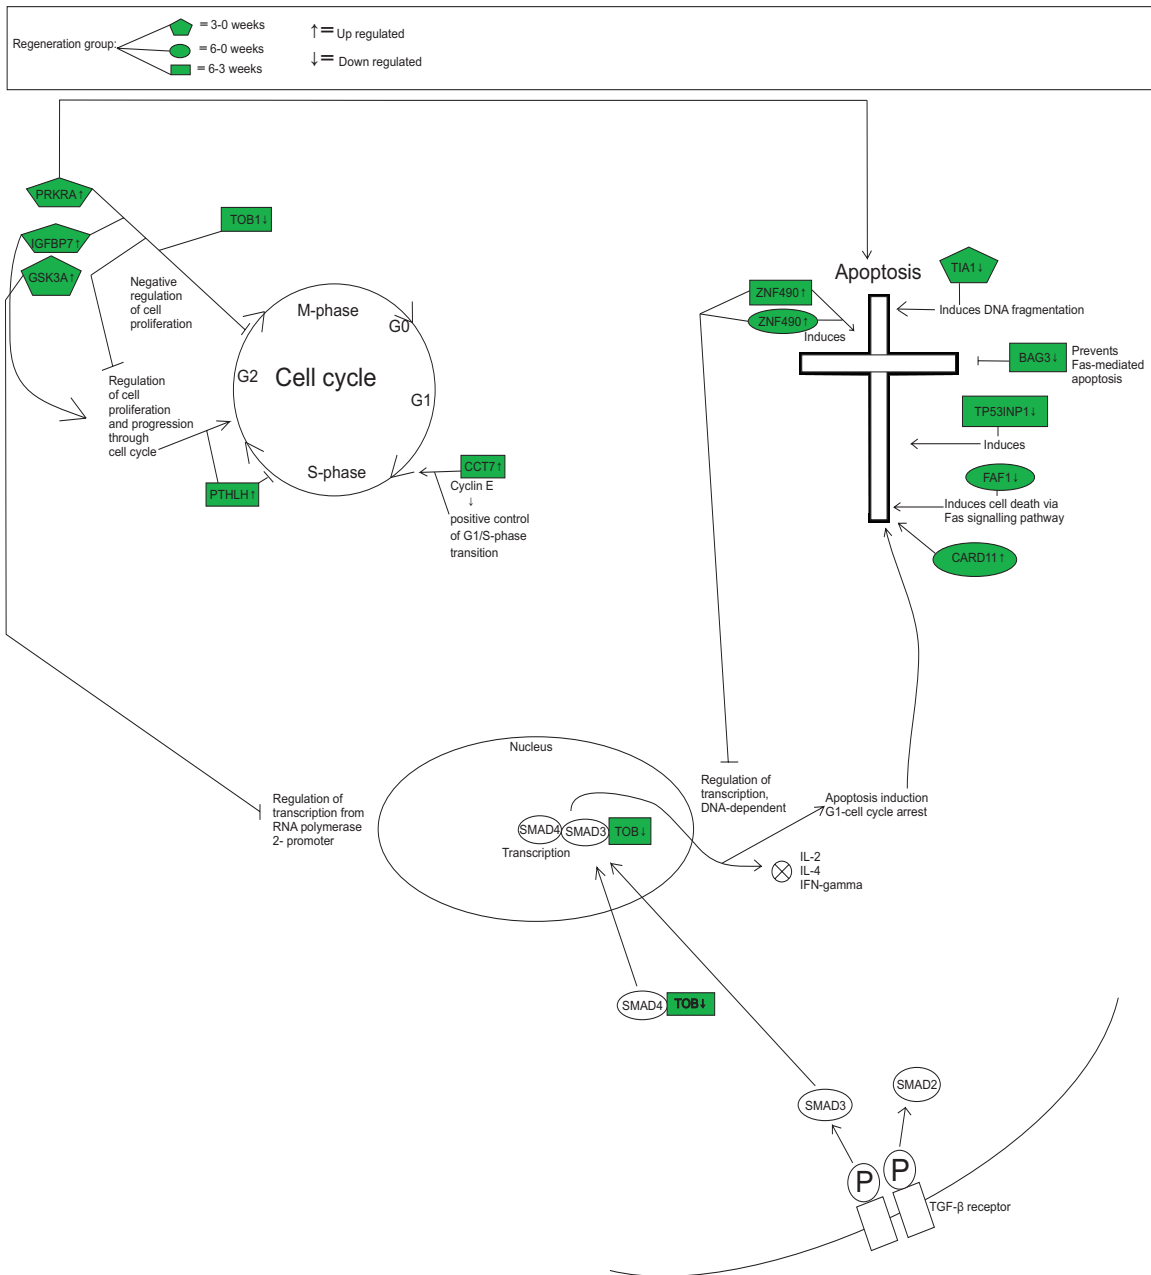 Regeneration group:
= 3-0 weeks
= 6-0 weeks
= 6-3 weeks
↑= Up regulated
↓= Down regulated
PRKRA↑
IGFBP7↑
GSK3A↑
TOB1↓
Negative
regulation
of cell
proliferation
Regulation
of cell
proliferation
and progression
through
cell cycle
PTHLH↑
M-phase
G0
G2
Cell cycle
G1
S-phase
CCT7↑
Cyclin E
↓
positive control
of G1/S-phase
transition
Apoptosis
TIA1↓
Induces DNA fragmentation
ZNF490↑
ZNF490↑
Induces
BAG3↓
Prevents
Fas-mediated
apoptosis
TP53INP1↓
Induces
FAF1↓
Induces cell death via
Fas signalling pathway
CARD11↑
Nucleus
Regulation of
transcription from
RNA polymerase
2- promoter
SMAD4
SMAD3
TOB↓
Transcription
Regulation of
transcription,
DNA-dependent
Apoptosis induction
7G1-cell cycle arrest
IL-2
IL-4
IFN-gamma
SMAD4
TOB↓
SMAD3
SMAD2
P
P
TGF-β receptor